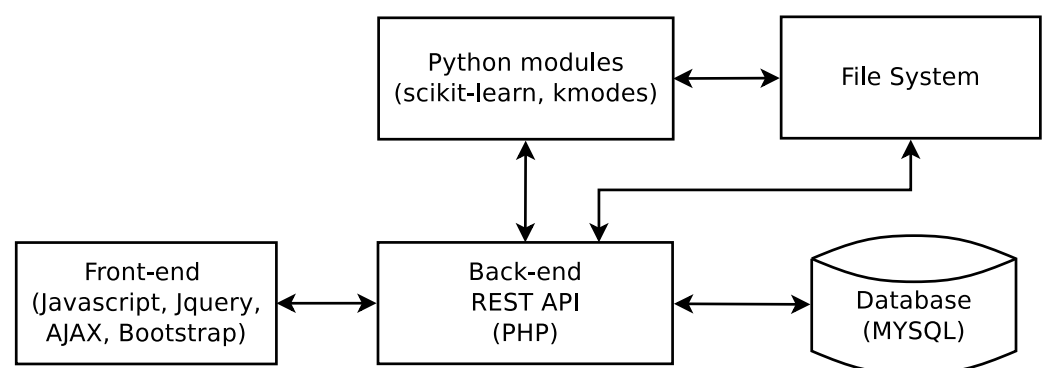 Python modules
(scikit-learn, kmodes)
File System
Front-end
(Javascript, Jquery,
AJAX, Bootstrap)
Back-end
REST API
(PHP)
Database
(MYSQL)